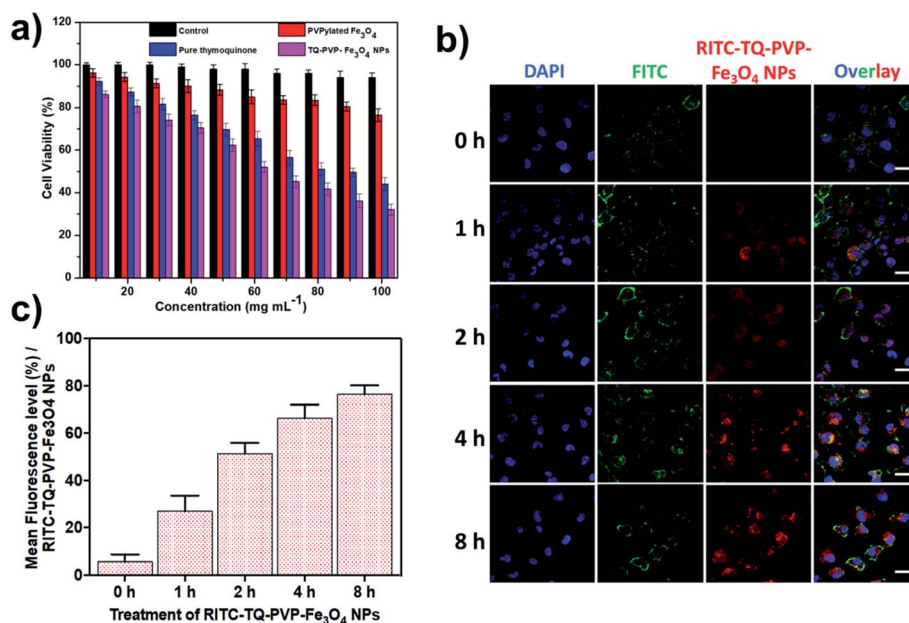 a)
Control
PVPylated Fe₃O₄
Pure thymoquinone
TQ-PVP- Fe₃O₄ NPs
Cell Viability (%)
120
100
80
60
40
20
0
20
40
60
80
100
Concentration (mg mL⁻¹)
b)
DAPI
FITC
RITC-TQ-PVP-
Fe₃O₄ NPs
Overlay
0 h
1 h
2 h
4 h
8 h
c)
Mean Fluorescence level (%) /
RITC-TQ-PVP-Fe3O4 NPs
100
80
60
40
20
0
0 h
1 h
2 h
4 h
8 h
Treatment of RITC-TQ-PVP-Fe₃O₄ NPs